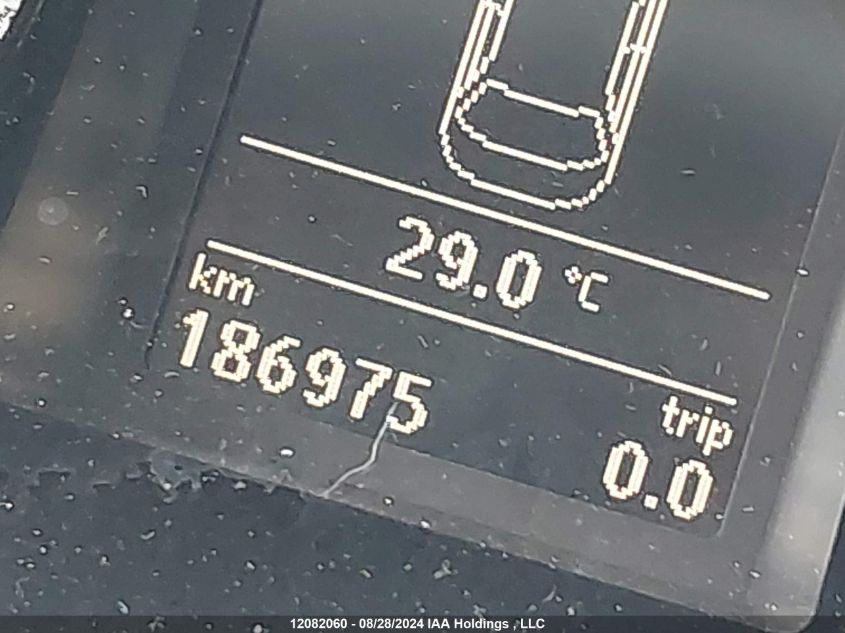 29.0 °C
km
186975
trip
0.0
12082060 - 08/28/2024 IAA Holdings , LLC